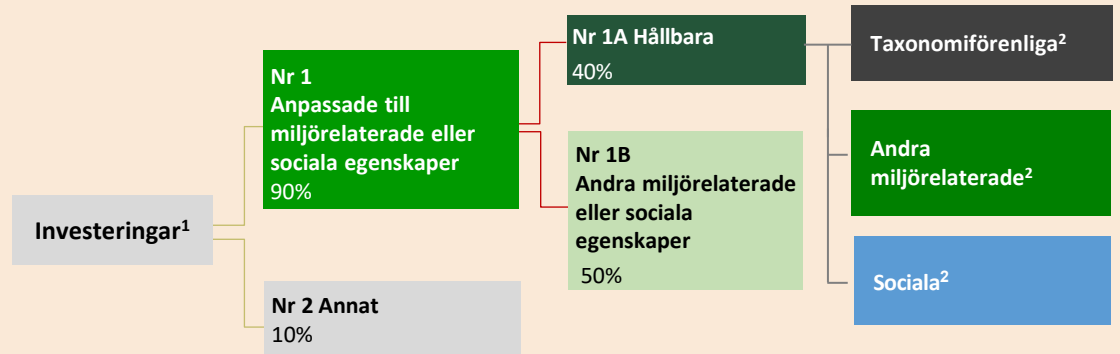 Investeringar¹
Nr 1
Anpassade till
miljörelaterade eller
sociala egenskaper
90%
Nr 2 Annat
10%
Nr 1A Hållbara
40%
Nr 1B
Andra miljörelaterade
eller sociala
egenskaper
50%
Taxonomiförenliga²
Andra
miljörelaterade²
Sociala²